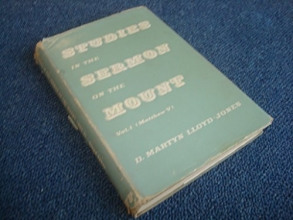 STUDIES
IN THE
SERMON
ON THE
MOUNT
Vol. I (Matthew V)
D. MARTYN LLOYD-JONES